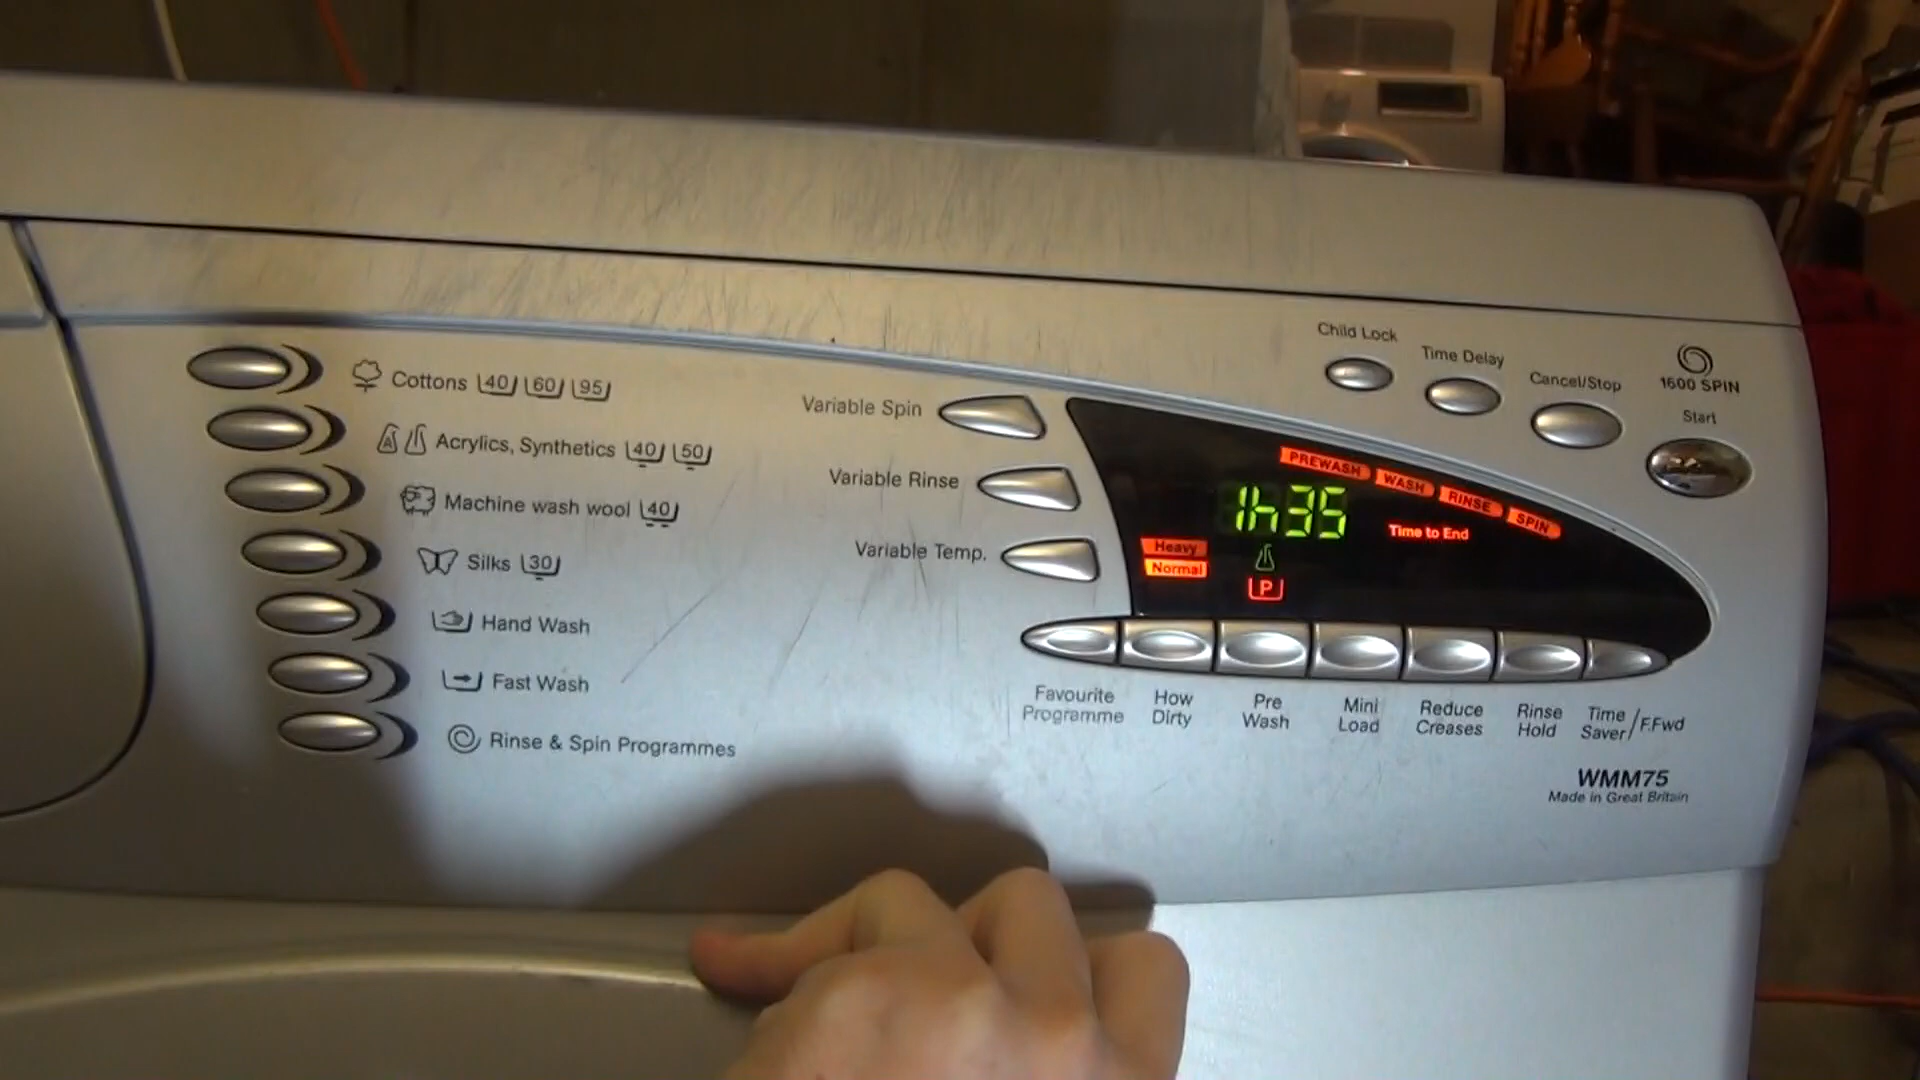 Child Lock
Time Delay
Cancel/Stop
1600 SPIN
Start
Cottons 40 60 95
Acrylics, Synthetics 40 50
Machine wash wool 40
Silks 30
Hand Wash
Fast Wash
Rinse & Spin Programmes
Variable Spin
Variable Rinse
Variable Temp.
PREWASH WASH RINSE SPIN
1h35
Time to End
Heavy
Normal
P
Favourite
Programme
How
Dirty
Pre
Wash
Mini
Load
Reduce
Creases
Rinse
Hold
Time
Saver/F.Fwd
WMM75
Made in Great Britain